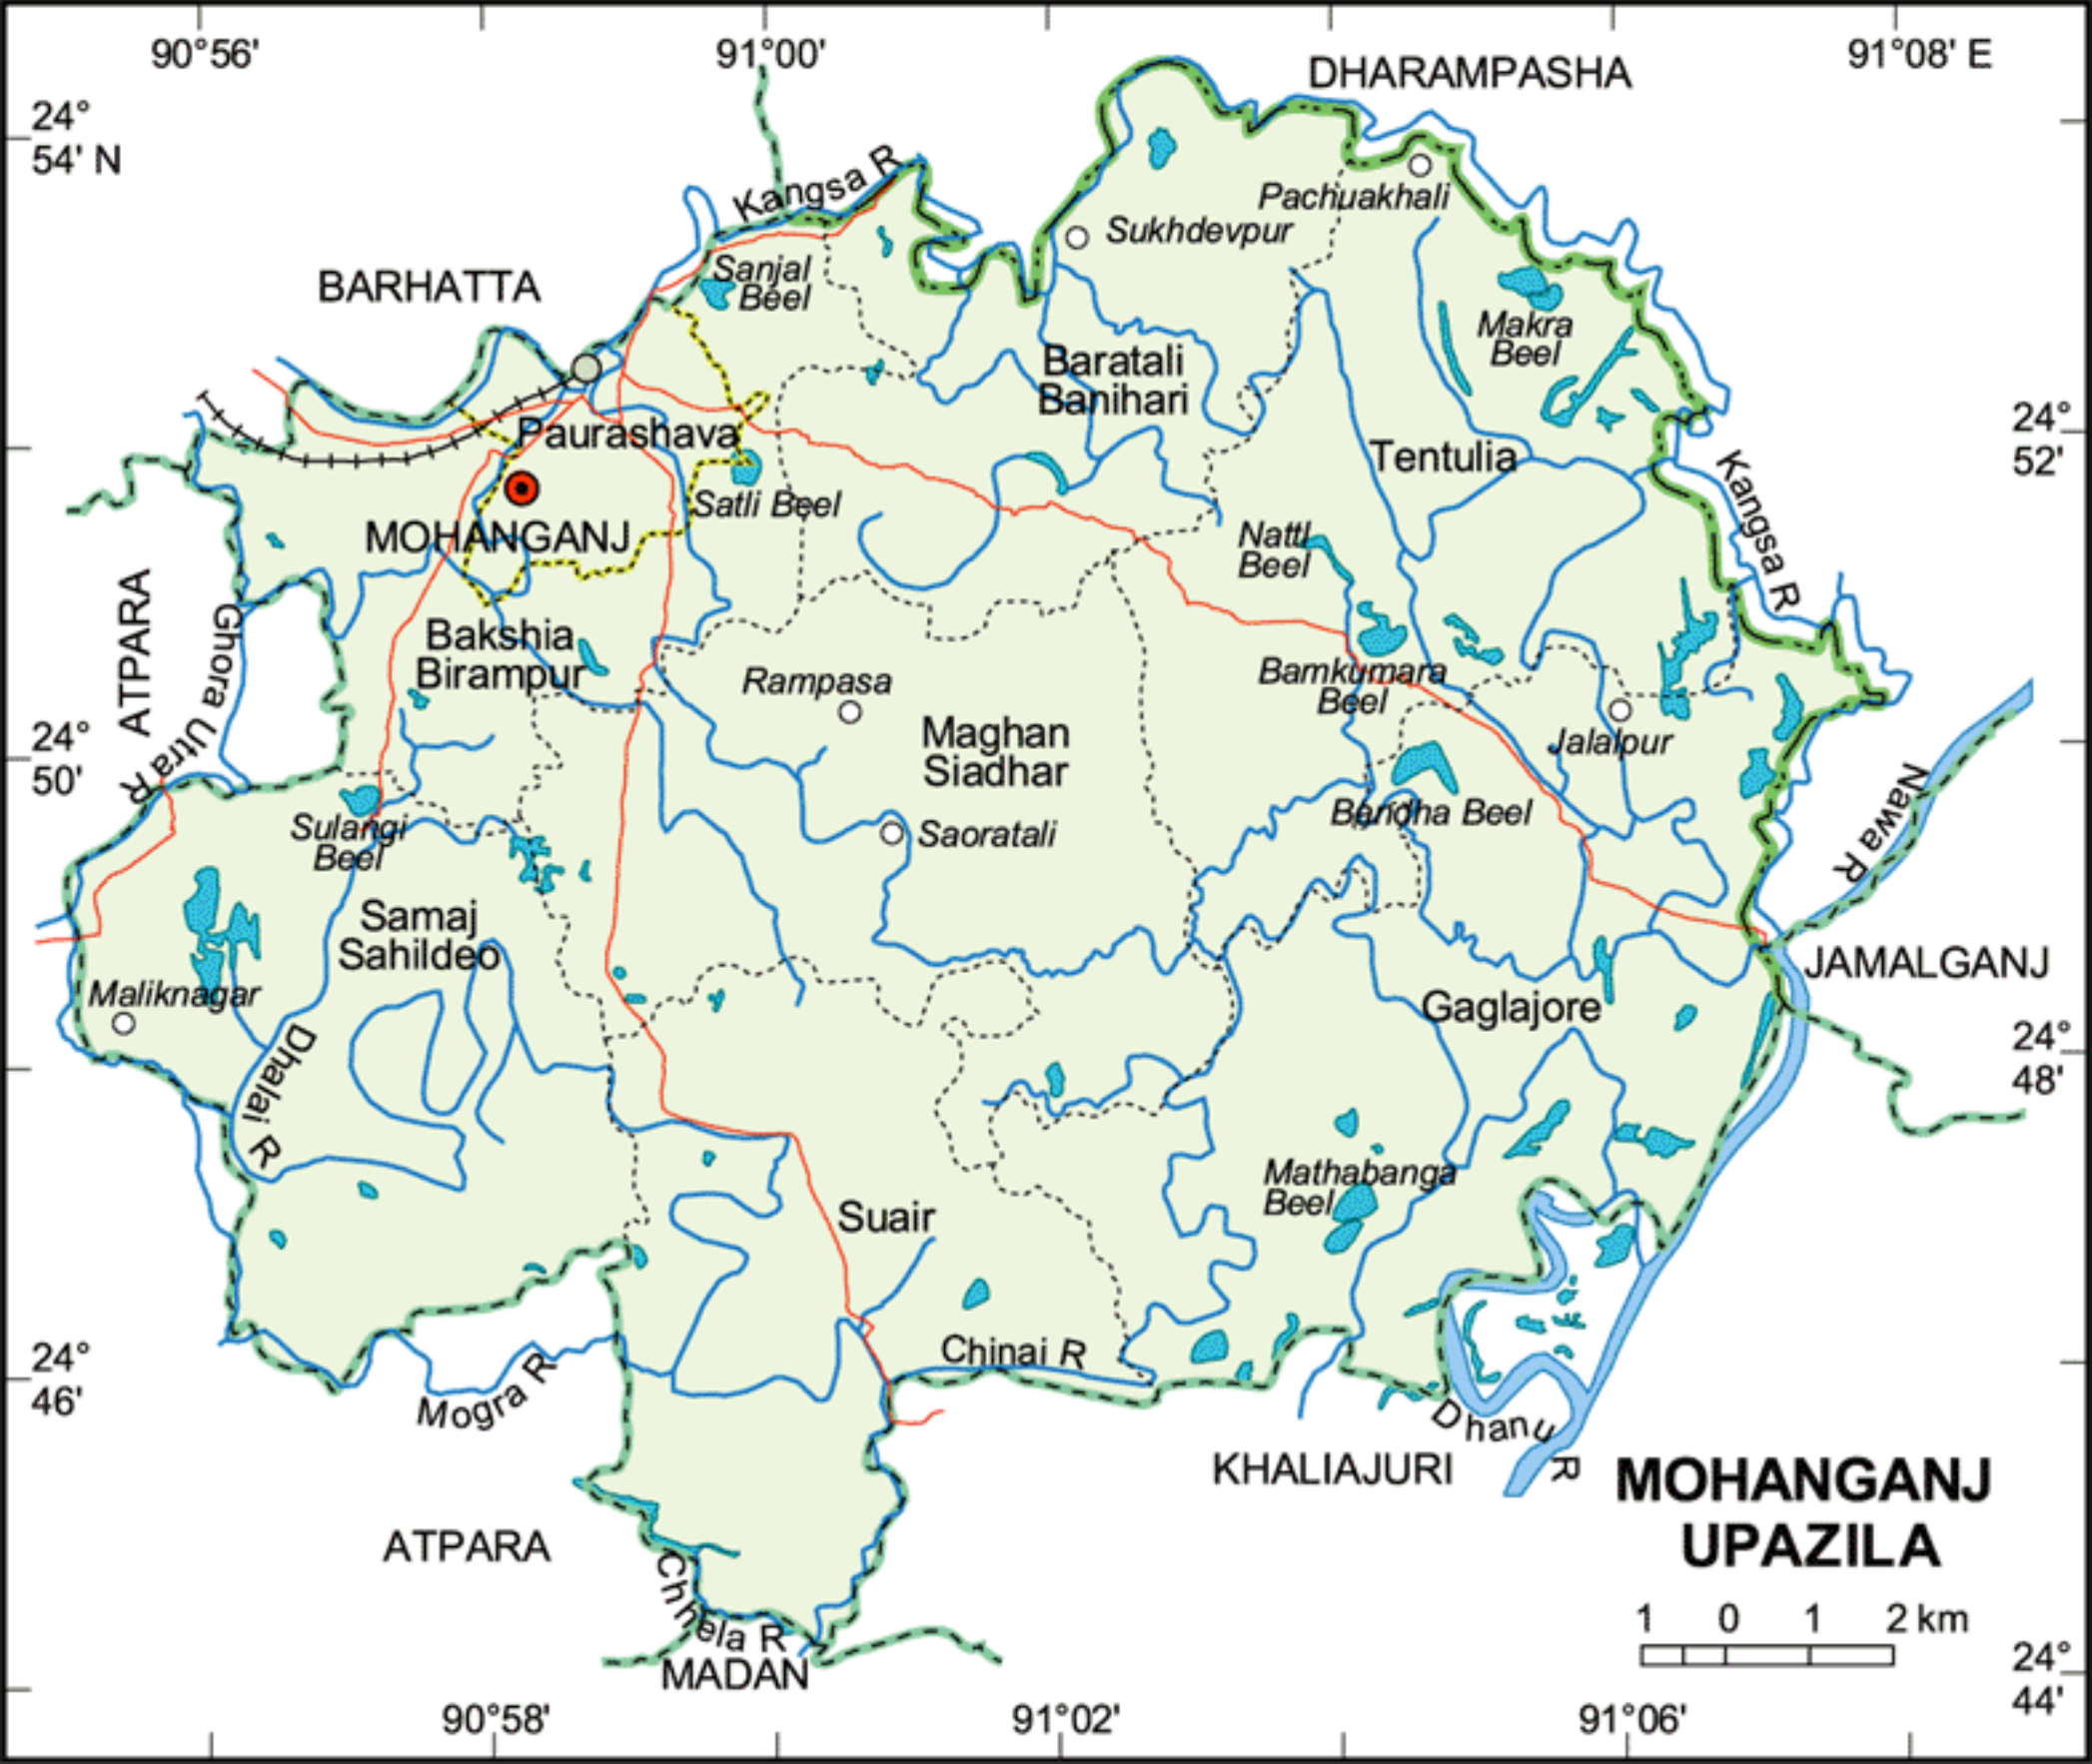 90°56'
91°00'
91°08' E
DHARAMPASHA
24°
54' N
Kangsa R
Pachuakhali
Sukhdevpur
BARHATTA
Sanjal
Beel
Makra
Beel
Baratali
Banihari
24°
52'
Paurashava
Tentulia
Satli Beel
Kangsa R
MOHANGANJ
Nattl
Beel
ATPARA
Ghora Utra R
Bakshia
Birampur
Rampasa
Bamkumara
Beel
Maghan
Siadhar
Jalalpur
24°
50'
Nawa R
Sulangi
Beel
Baridha Beel
Saoratali
Samaj
Sahildeo
JAMALGANJ
Maliknagar
Gaglajore
24°
48'
Dhalai R
Mathabanga
Beel
Suair
24°
46'
Chinai R
Mogra R
Dhanu R
KHALIAJURI
MOHANGANJ
UPAZILA
ATPARA
Chhela R
1 0 1 2 km
MADAN
24°
44'
90°58'
91°02'
91°06'